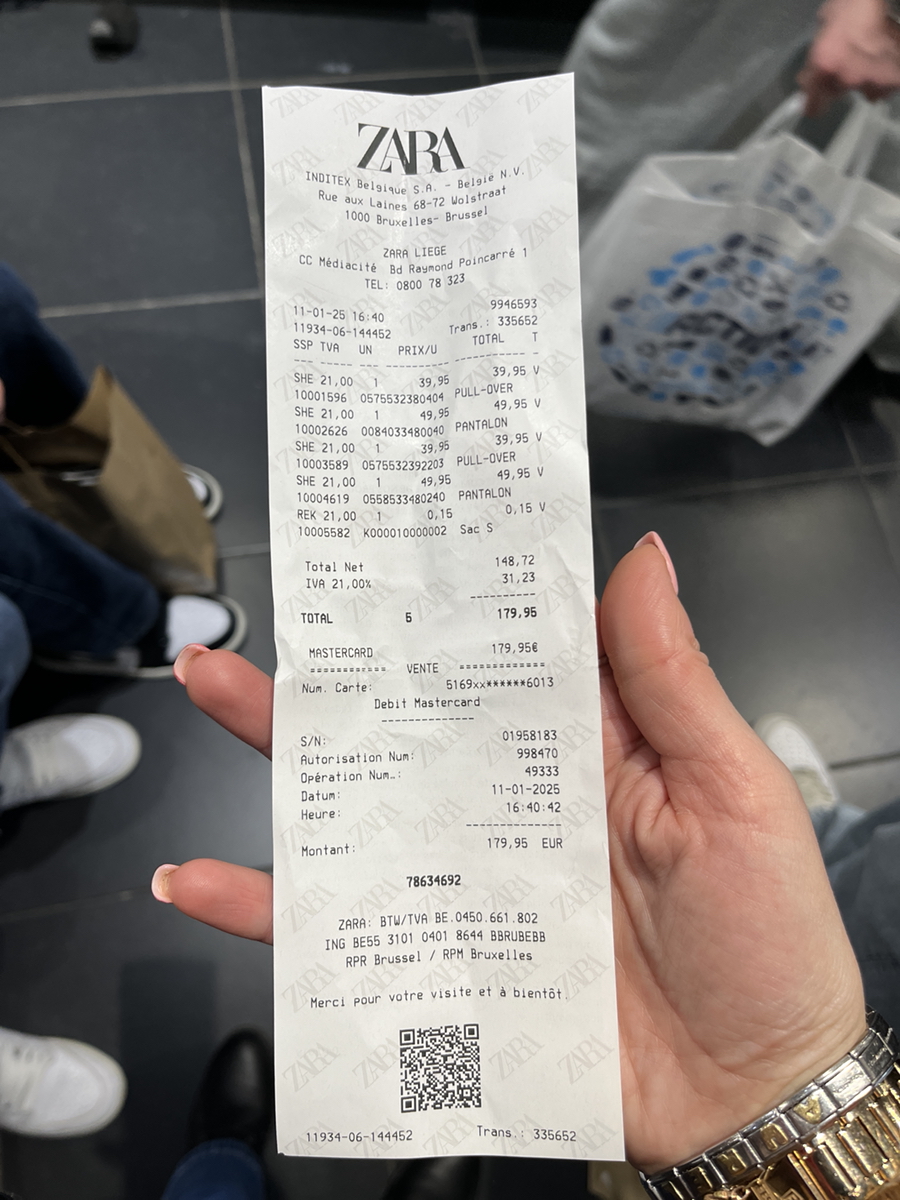 ZARA
INDITEX Belgique S.A. - België N.V.
Rue aux Laines 68-72 Wolstraat
1000 Bruxelles- Brussel
ZARA LIEGE
CC Médiacité Bd Raymond Poincarré 1
TEL: 0800 78 323
11-01-25 16:40 9946593
11934-06-144452 Trans.: 335652
SSP TVA UN PRIX/U TOTAL T
SHE 21,00 1 39,95 39,95 V
10001596 0575532380404 PULL-OVER
SHE 21,00 1 49,95 49,95 V
10002626 0084033480040 PANTALON
SHE 21,00 1 39,95 39,95 V
10003589 0575532392203 PULL-OVER
SHE 21,00 1 49,95 49,95 V
10004619 0558533480240 PANTALON
REK 21,00 1 0,15 0,15 V
10005582 K000010000002 Sac S
Total Net 148,72
IVA 21,00% 31,23
---------
TOTAL 5 179,95
MASTERCARD 179,95€
============ VENTE =============
Num. Carte: 5169xx******6013
Debit Mastercard
--------------
S/N: 01958183
Autorisation Num: 998470
Opération Num.: 49333
Datum: 11-01-2025
Heure: 16:40:42
--------------
Montant: 179,95 EUR
78634692
ZARA: BTW/TVA BE.0450.661.802
ING BE55 3101 0401 8644 BBRUBEBB
RPR Brussel / RPM Bruxelles
Merci pour votre visite et à bientôt.
11934-06-144452 Trans.: 335652